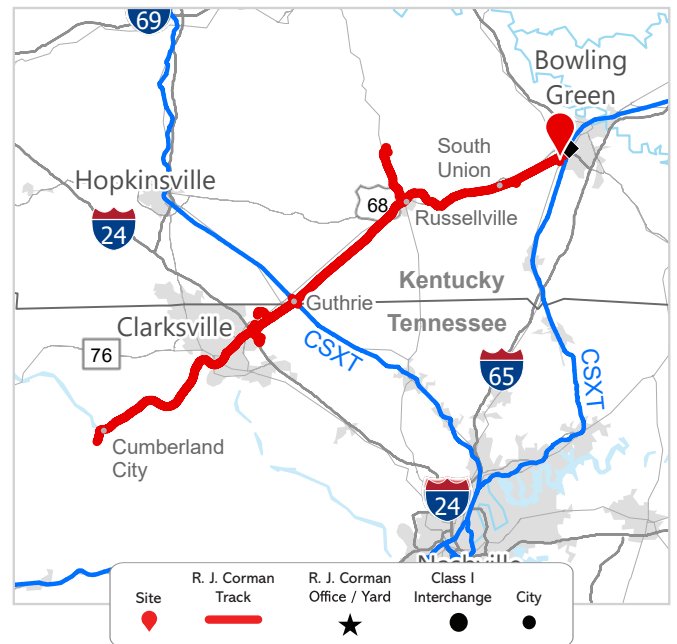 69
Bowling
Green
South
Union
Hopkinsville
68
Russellville
24
Kentucky
Guthrie
Clarksville
Tennessee
CSXT
76
65
CSXT
Cumberland
City
24
Nashville
R. J. Corman
Track
R. J. Corman
Office / Yard
Class I
Interchange
Site
City